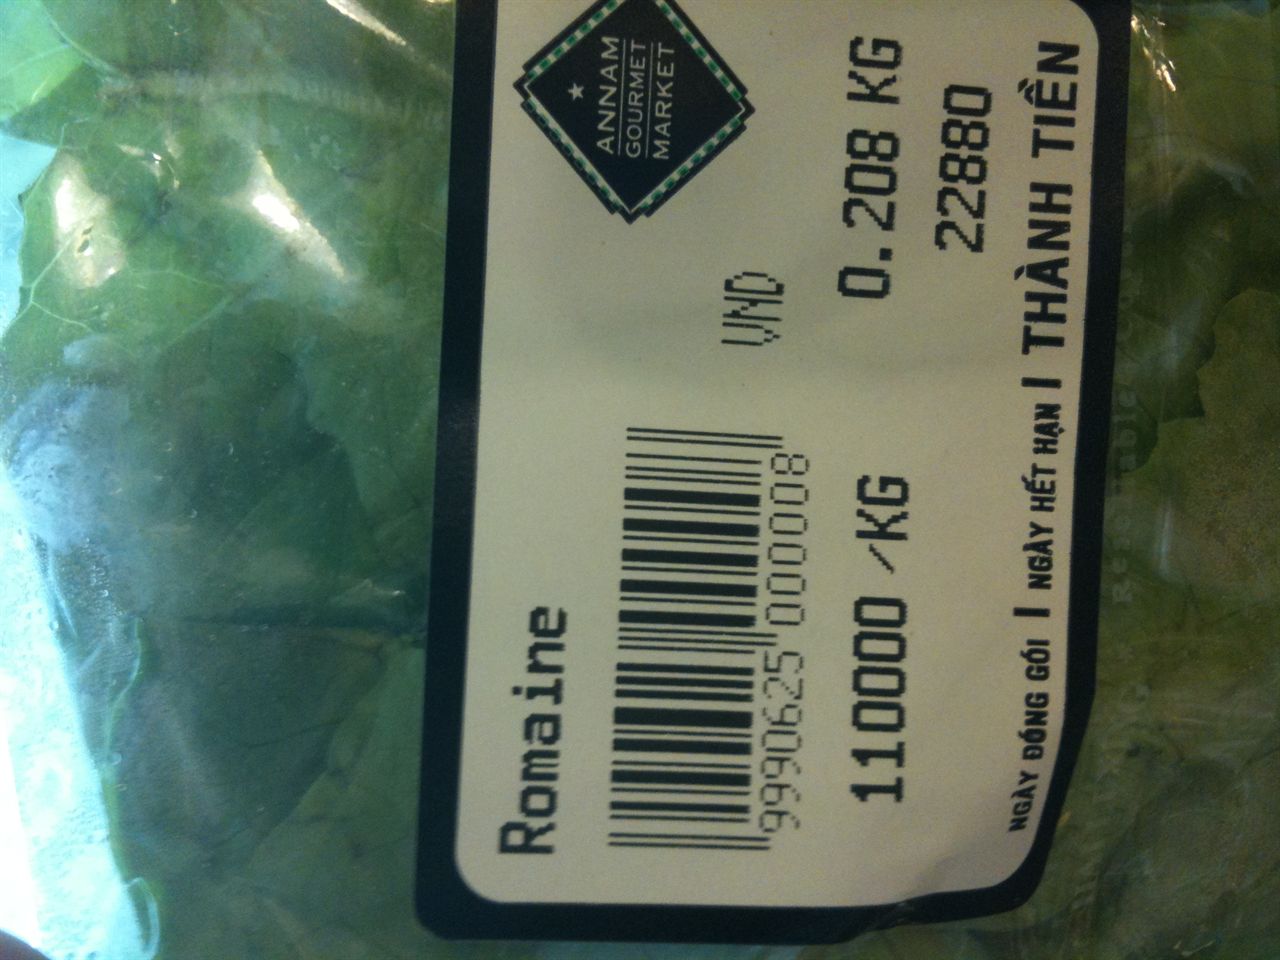 ANNAM
GOURMET
MARKET
Romaine
VND
9990625 000008
110000 /KG 0.208 KG
22880
NGÀY ĐÓNG GÓI | NGÀY HẾT HẠN | THÀNH TIỀN